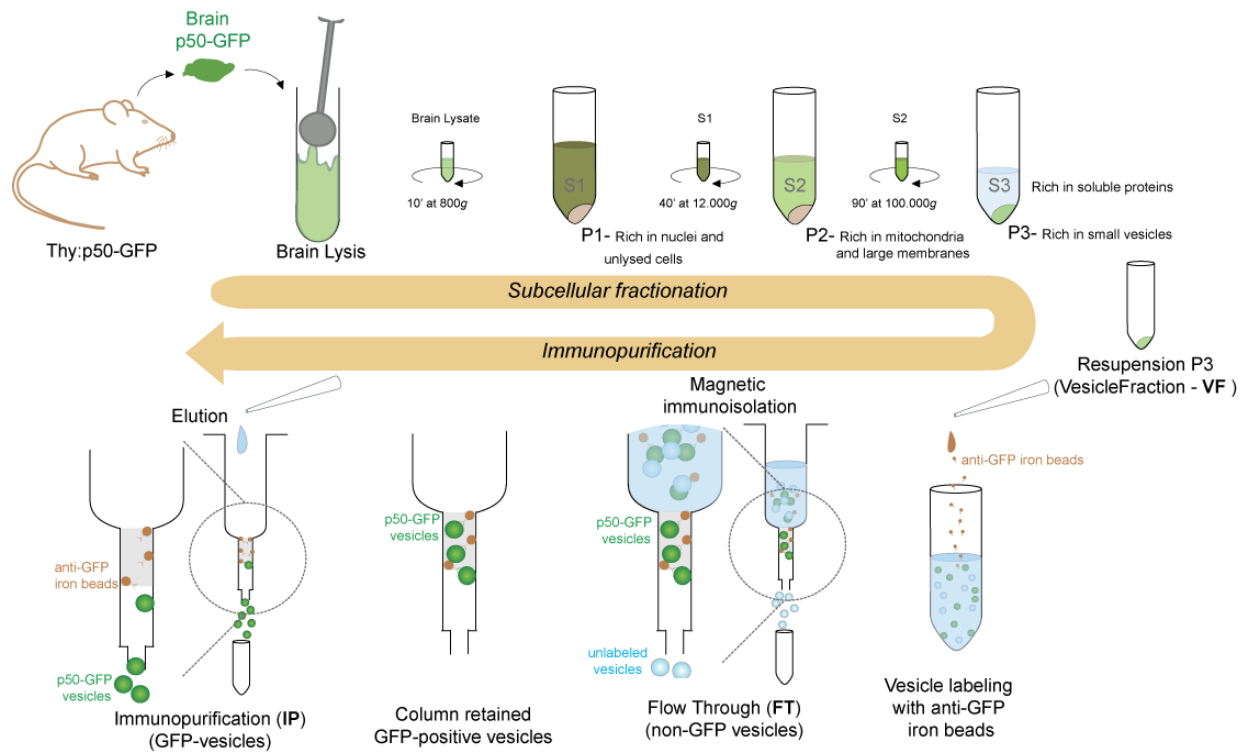 Brain
p50-GFP
Thy:p50-GFP
Brain Lysis
Brain Lysate
10’ at 800g
S1
P1- Rich in nuclei and
unlysed cells
S1
40’ at 12.000g
S2
P2- Rich in mitochondria
and large membranes
S2
90’ at 100.000g
S3
Rich in soluble proteins
P3- Rich in small vesicles
Subcellular fractionation
Immunopurification
Resupension P3
(VesicleFraction - VF )
Elution
anti-GFP
iron beads
p50-GFP
vesicles
Immunopurification (IP)
(GFP-vesicles)
p50-GFP
vesicles
Column retained
GFP-positive vesicles
Magnetic
immunoisolation
p50-GFP
vesicles
unlabeled
vesicles
Flow Through (FT)
(non-GFP vesicles)
anti-GFP iron beads
Vesicle labeling
with anti-GFP
iron beads